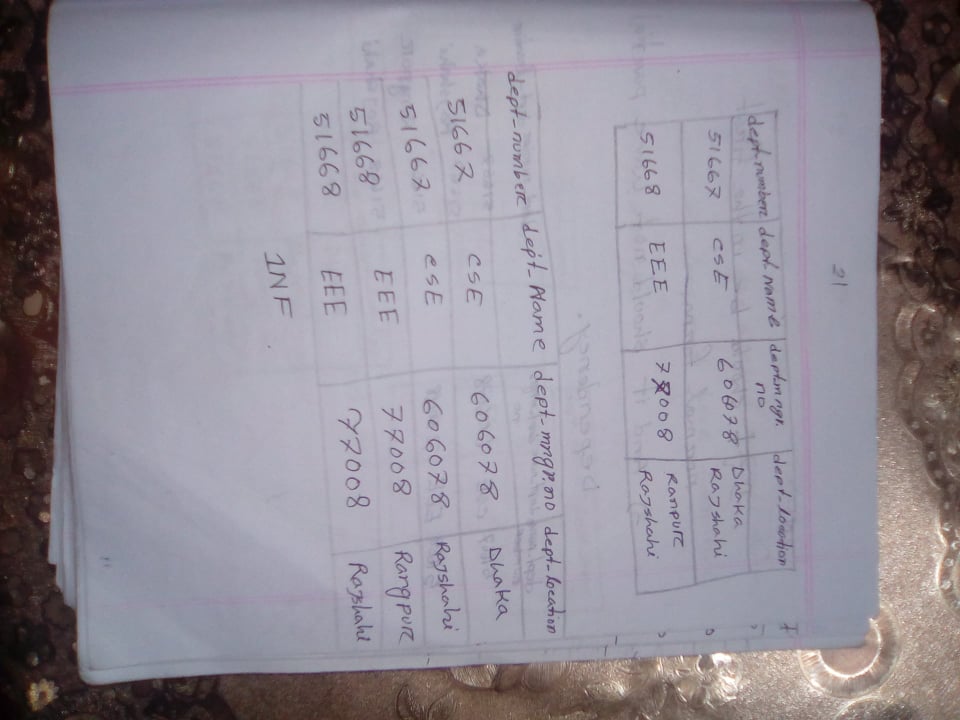 21
dept-number dept-Name dept.mngr. no dept-location
51667 CSE 606078 Dhaka Rajshahi
51668 EEE 77008 Ranpur Rajshahi
dept-number dept-Name dept-mngr.no dept-location
51667 CSE 606078 Dhaka
51667 CSE 606078 Rajshahi
51668 EEE 77008 Rangpur
51668 EEE 77008 Rajshahi
1NF